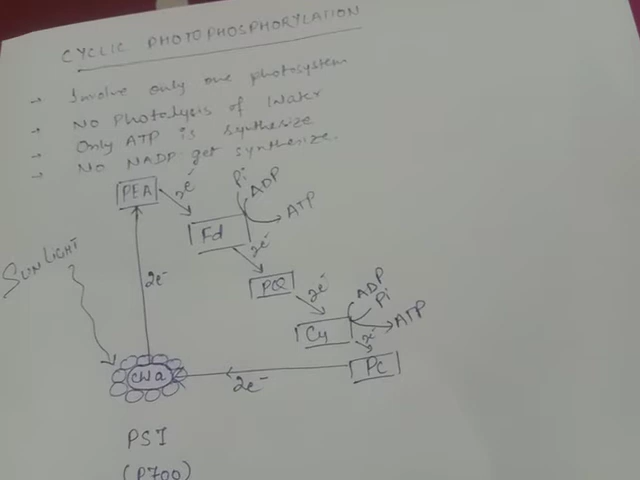 CYCLIC PHOTOPHOSPHORYLATION
→ Involve only one photosystem
→ No Photolysis of Water
→ Only ATP is synthesize
→ No NADP get synthesize.
PEA
2e⁻
Pi
ADP
ATP
Fd
2e⁻
SUNLIGHT
2e⁻
PQ
2e⁻
ADP
Pi
ATP
Cy
2e⁻
PC
Chl a
2e⁻
PSI
(P700)